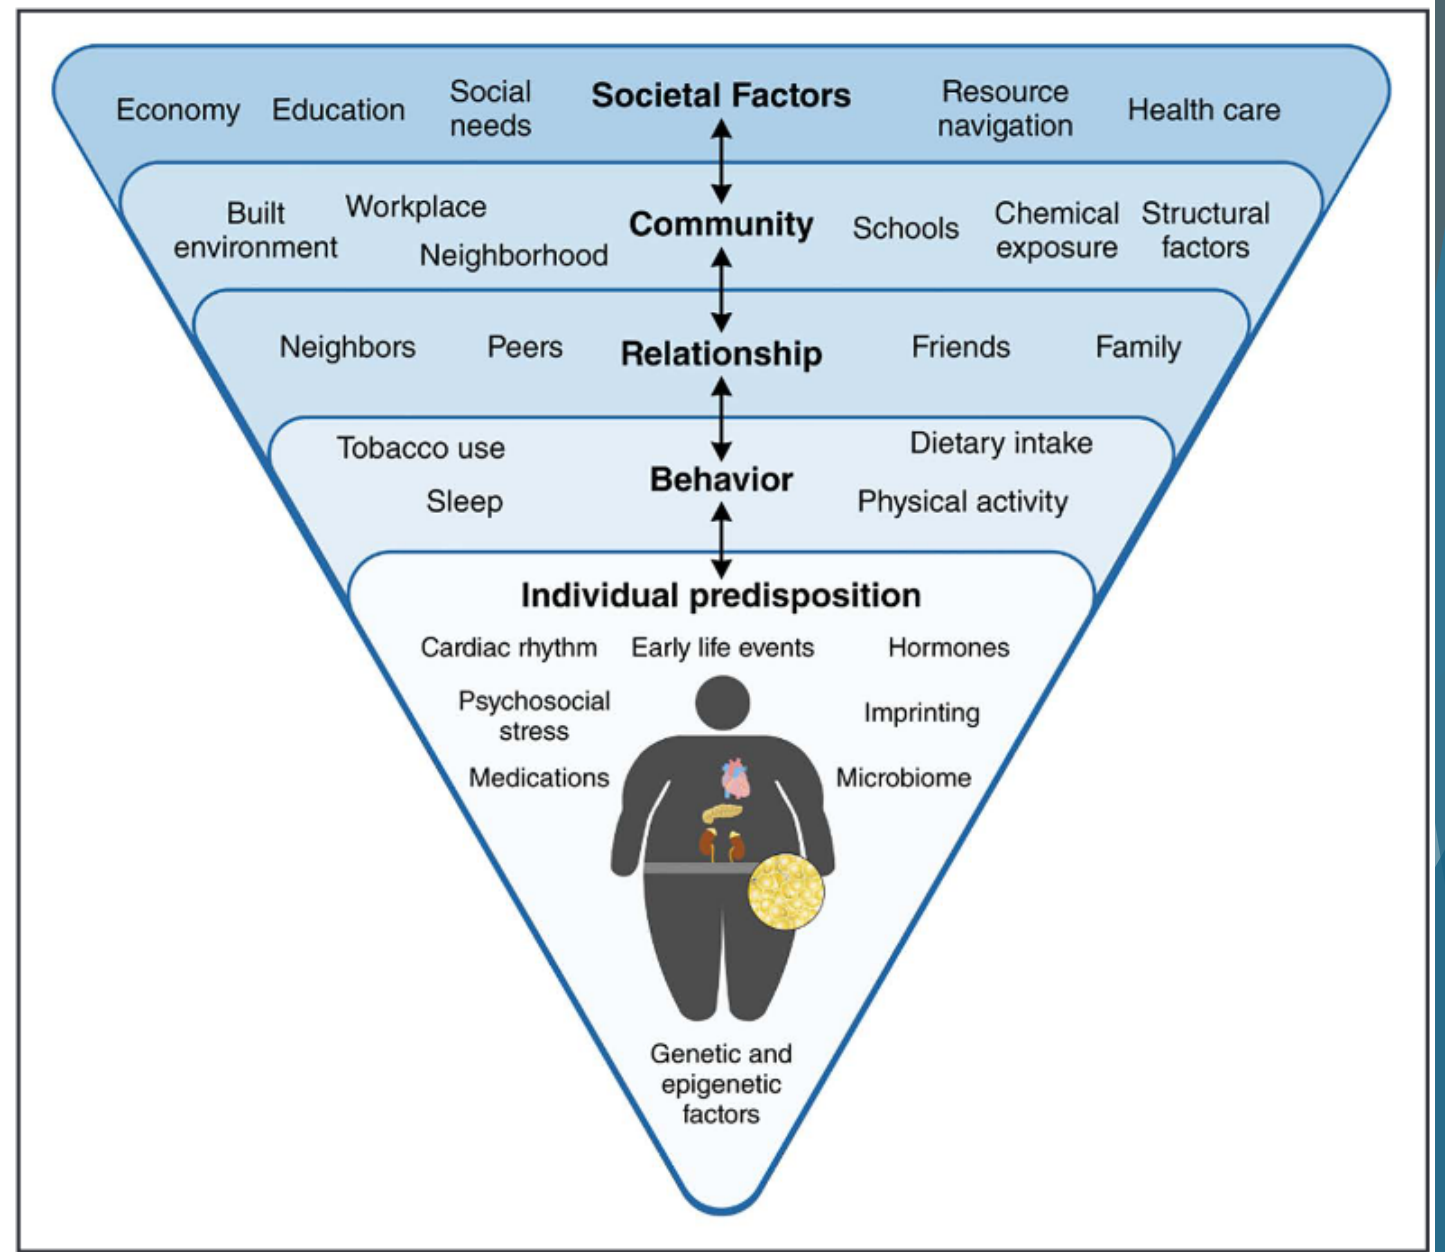 Economy
Education
Social
needs
Societal Factors
Resource
navigation
Health care
Built
environment
Workplace
Neighborhood
Community
Schools
Chemical
exposure
Structural
factors
Neighbors
Peers
Relationship
Friends
Family
Tobacco use
Sleep
Behavior
Dietary intake
Physical activity
Individual predisposition
Cardiac rhythm
Early life events
Hormones
Psychosocial
stress
Imprinting
Medications
Microbiome
Genetic and
epigenetic
factors